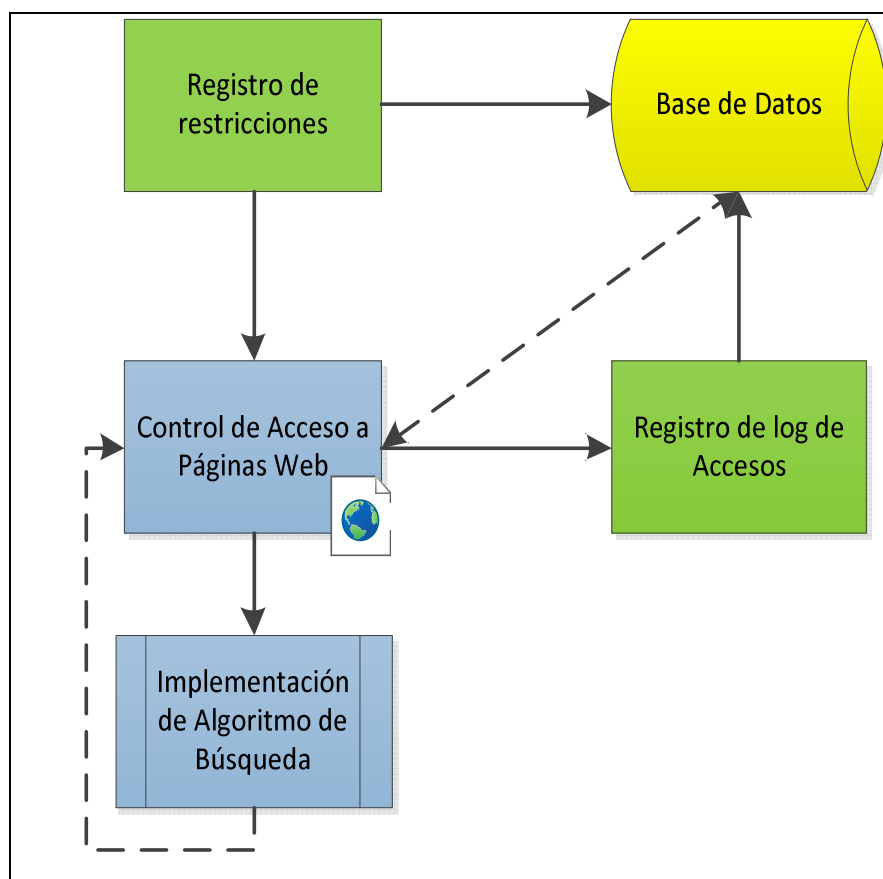 Registro de
restricciones
Base de Datos
Control de Acceso a
Páginas Web
Registro de log de
Accesos
Implementación
de Algoritmo de
Búsqueda